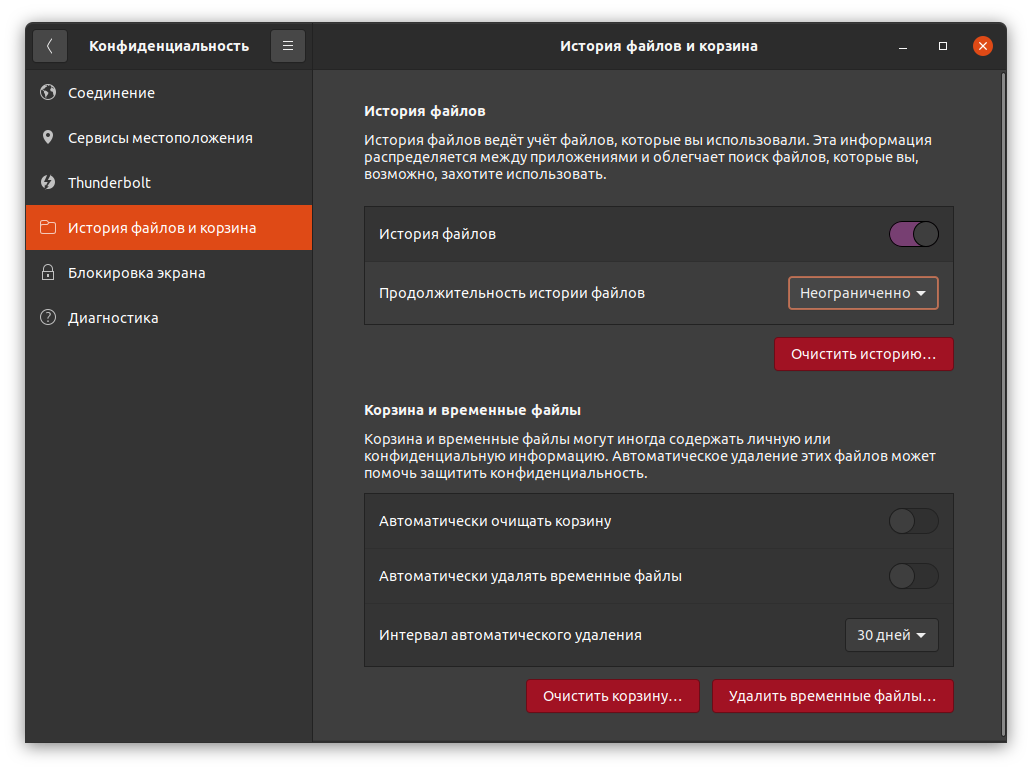 Конфиденциальность
История файлов и корзина
Соединение
Сервисы местоположения
Thunderbolt
История файлов и корзина
Блокировка экрана
Диагностика
История файлов
История файлов ведёт учёт файлов, которые вы использовали. Эта информация
распределяется между приложениями и облегчает поиск файлов, которые вы,
возможно, захотите использовать.
История файлов
Продолжительность истории файлов
Неограниченно
Очистить историю…
Корзина и временные файлы
Корзина и временные файлы могут иногда содержать личную или
конфиденциальную информацию. Автоматическое удаление этих файлов может
помочь защитить конфиденциальность.
Автоматически очищать корзину
Автоматически удалять временные файлы
Интервал автоматического удаления
30 дней
Очистить корзину…
Удалить временные файлы…